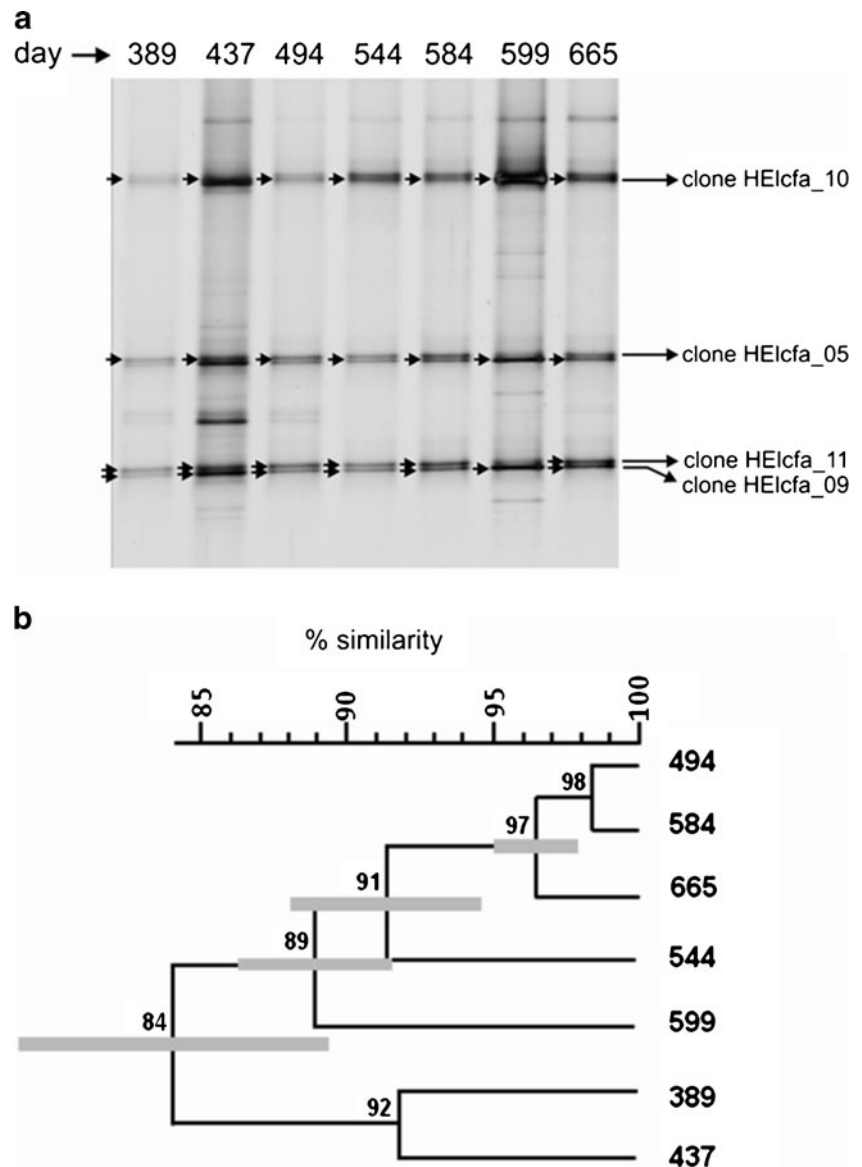 a
day 389 437 494 544 584 599 665
clone HElcfa_10
clone HElcfa_05
clone HElcfa_11
clone HElcfa_09
b
% similarity
85 90 95 100
494
98
584
97
665
91
544
89
599
84
389
92
437